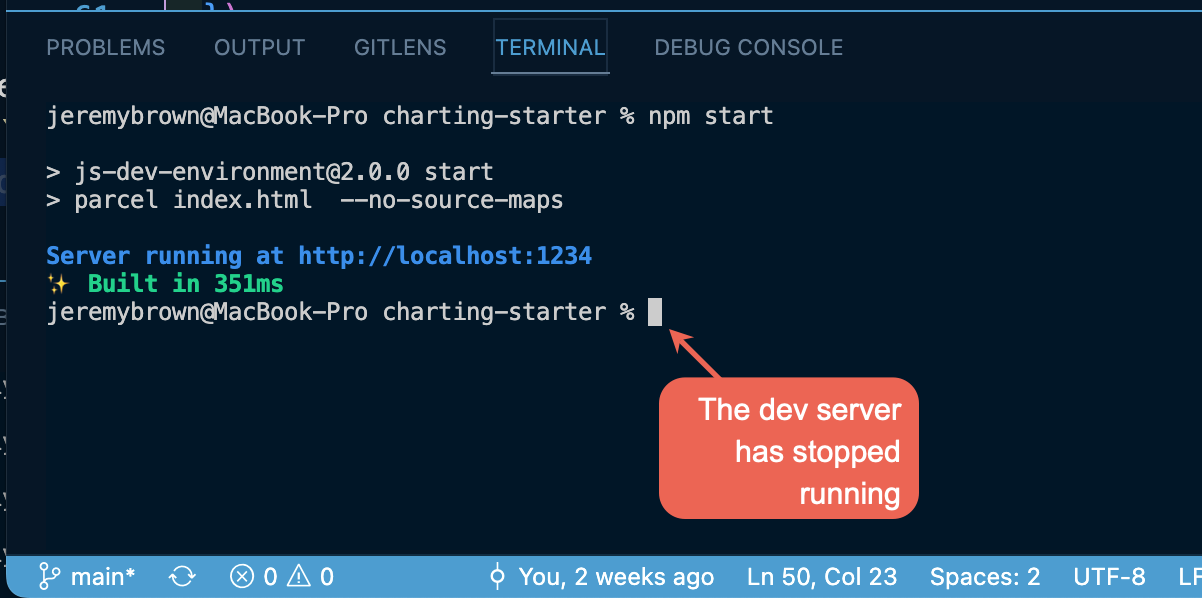 PROBLEMS OUTPUT GITLENS TERMINAL DEBUG CONSOLE
jeremybrown@MacBook-Pro charting-starter % npm start
> js-dev-environment@2.0.0 start
> parcel index.html  --no-source-maps
Server running at http://localhost:1234
✨ Built in 351ms
jeremybrown@MacBook-Pro charting-starter %
The dev server
has stopped
running
main* 0 0 You, 2 weeks ago Ln 50, Col 23 Spaces: 2 UTF-8 LF